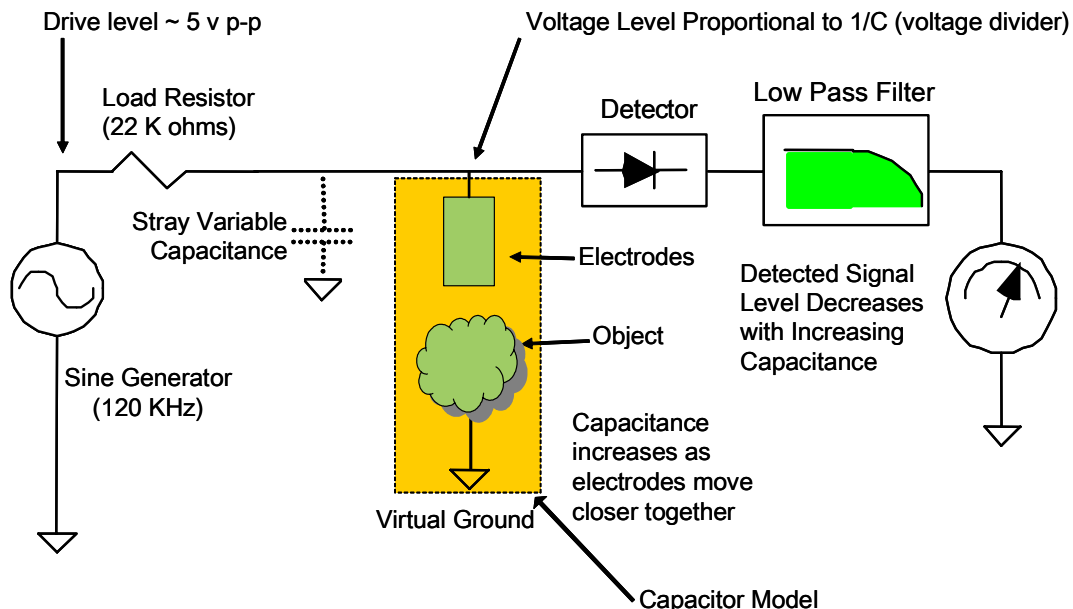 Drive level ~ 5 v p-p
Voltage Level Proportional to 1/C (voltage divider)
Load Resistor
(22 K ohms)
Detector
Low Pass Filter
Stray Variable
Capacitance
Electrodes
Object
Detected Signal
Level Decreases
with Increasing
Capacitance
Sine Generator
(120 KHz)
Capacitance
increases as
electrodes move
closer together
Virtual Ground
Capacitor Model